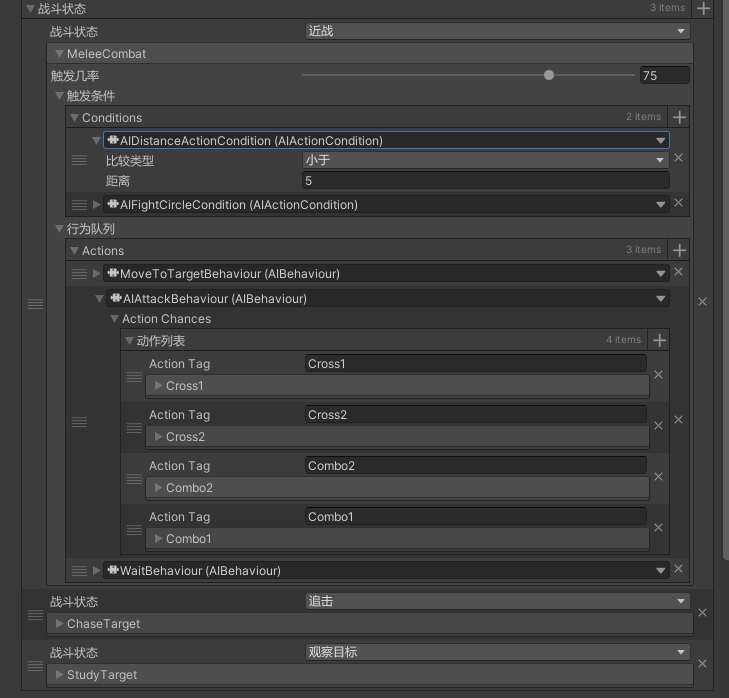 战斗状态 3 items
战斗状态 近战
MeleeCombat
触发几率 75
触发条件
Conditions 2 items
AIDistanceActionCondition (AIActionCondition)
比较类型 小于
距离 5
AIFightCircleCondition (AIActionCondition)
行为队列
Actions 3 items
MoveToTargetBehaviour (AIBehaviour)
AIAttackBehaviour (AIBehaviour)
Action Chances
动作列表 4 items
Action Tag Cross1
Cross1
Action Tag Cross2
Cross2
Action Tag Combo2
Combo2
Action Tag Combo1
Combo1
WaitBehaviour (AIBehaviour)
战斗状态 追击
ChaseTarget
战斗状态 观察目标
StudyTarget